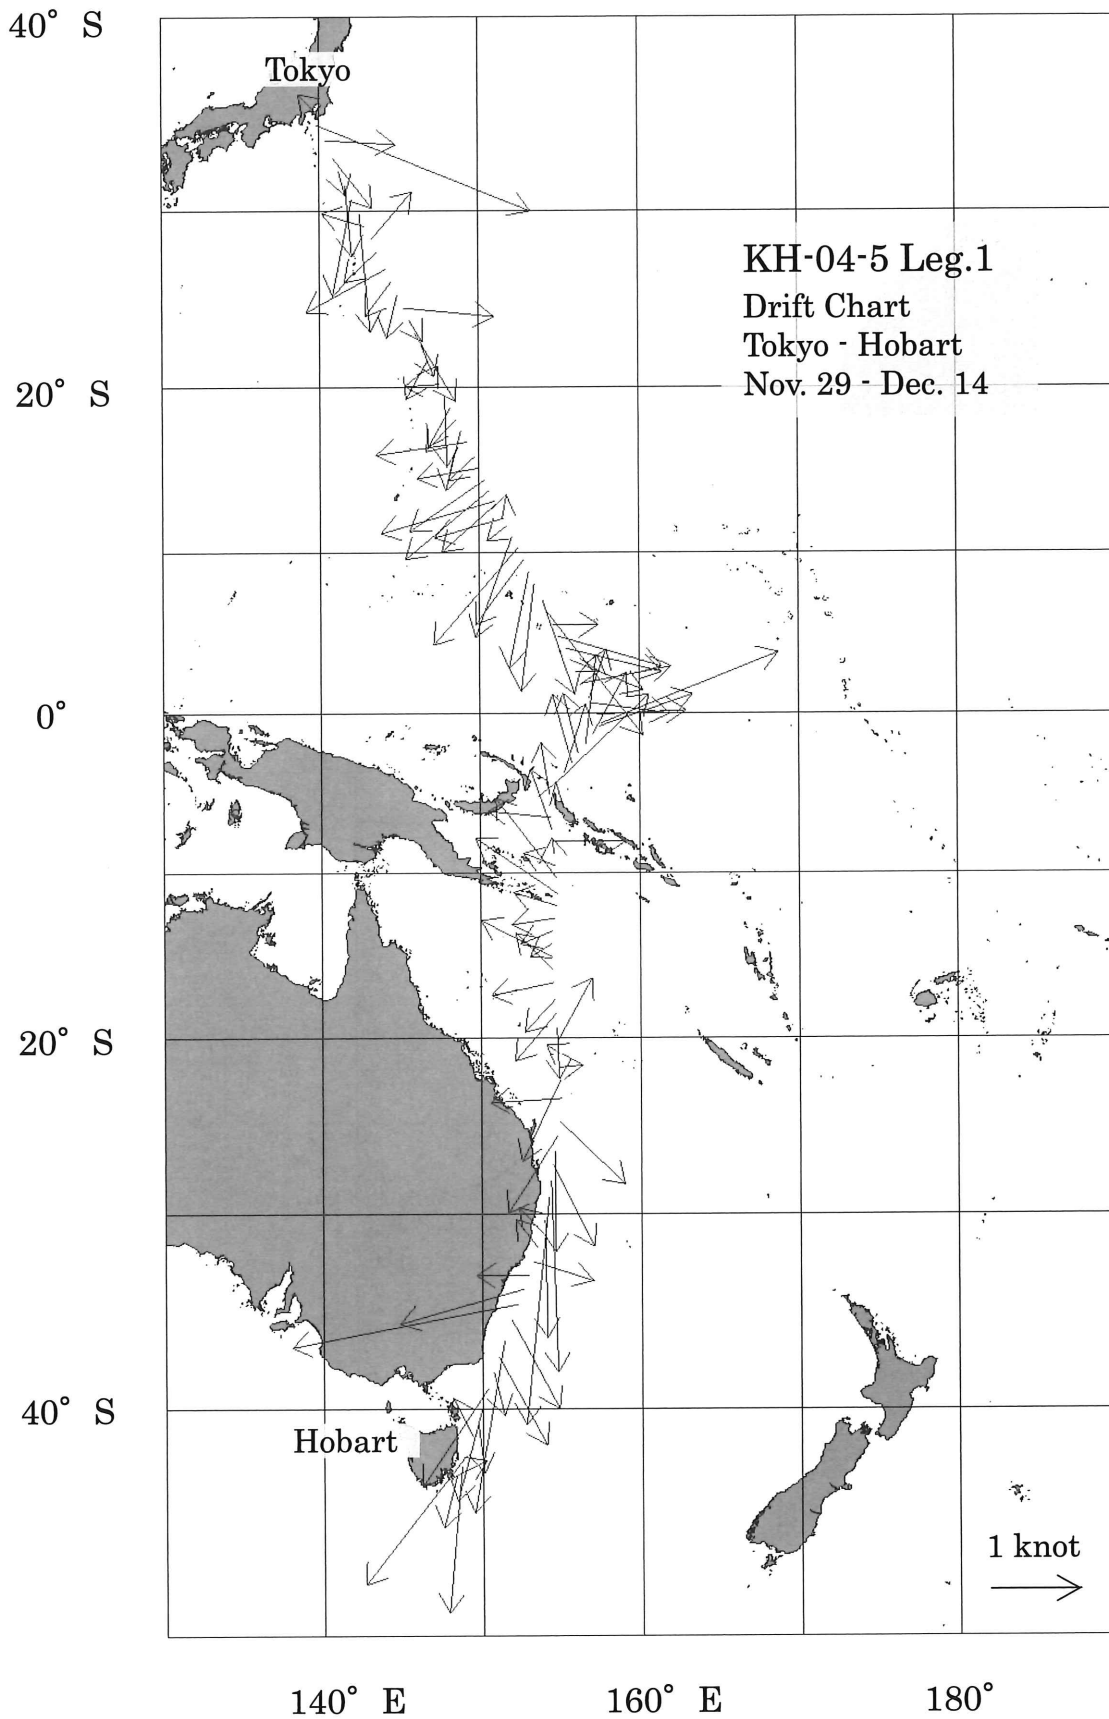 40° S
Tokyo
KH-04-5 Leg.1
Drift Chart
Tokyo - Hobart
Nov. 29 - Dec. 14
20° S
0°
20° S
40° S
Hobart
1 knot
140° E
160° E
180°